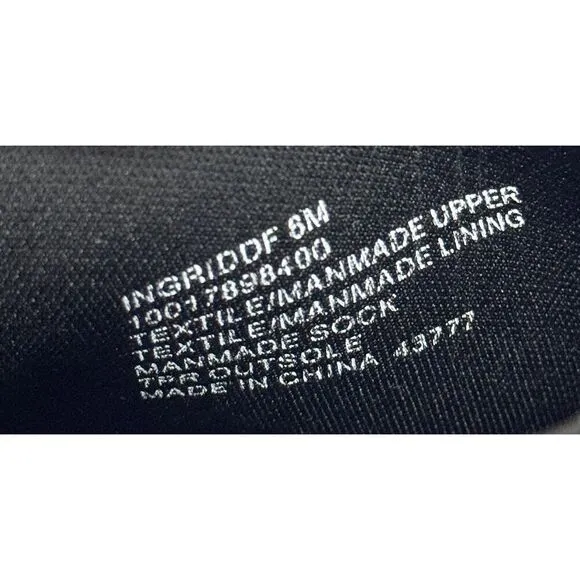 INGRIDDF 6M
10017898400
TEXTILE/MANMADE UPPER
TEXTILE/MANMADE LINING
MANMADE SOCK
TPR OUTSOLE
MADE IN CHINA 43777